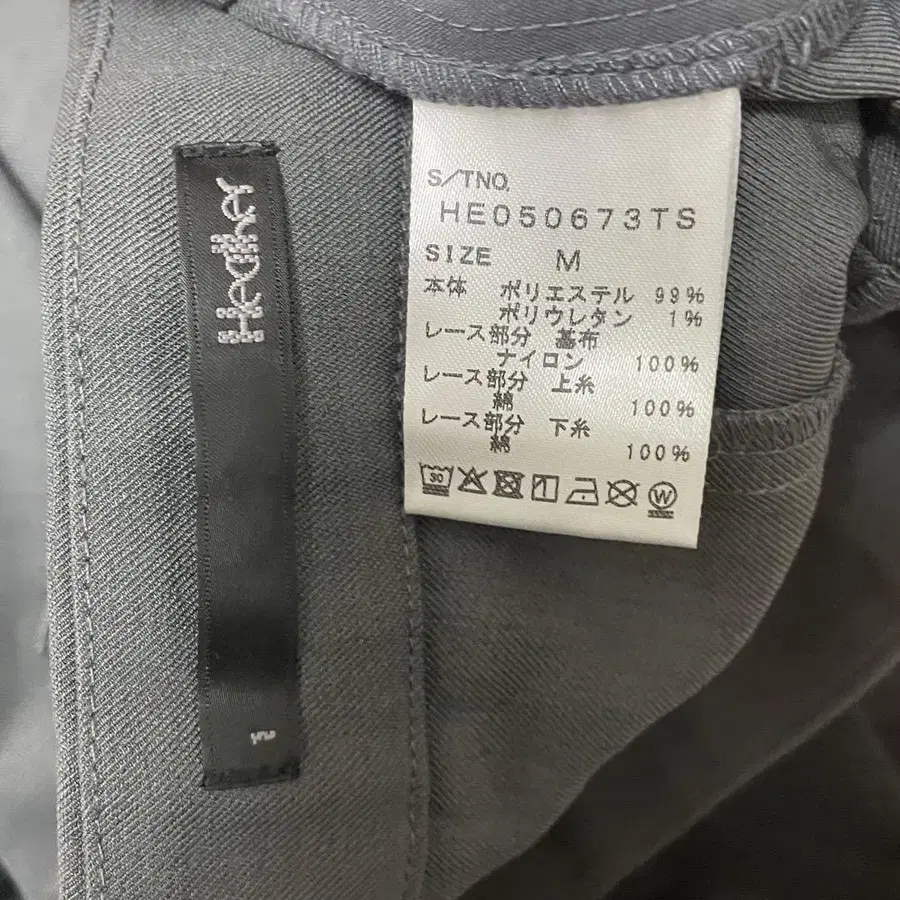 Heather
S/TNO.
HE050673TS
SIZE M
本体 ポリエステル 99%
ポリウレタン 1%
レース部分 基布
ナイロン 100%
レース部分 上糸
綿 100%
レース部分 下糸
綿 100%
30
W